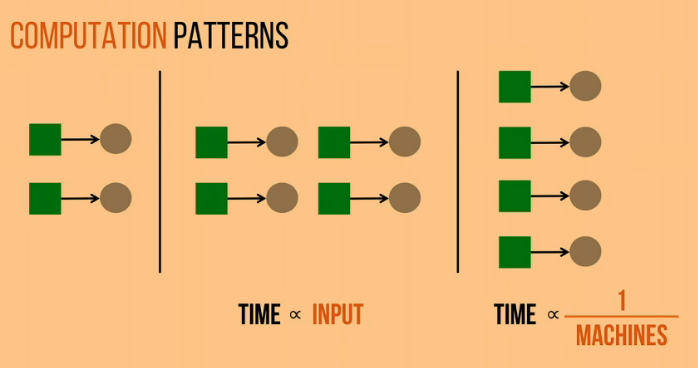 COMPUTATION PATTERNS
TIME ∝ INPUT
TIME ∝ 1
MACHINES